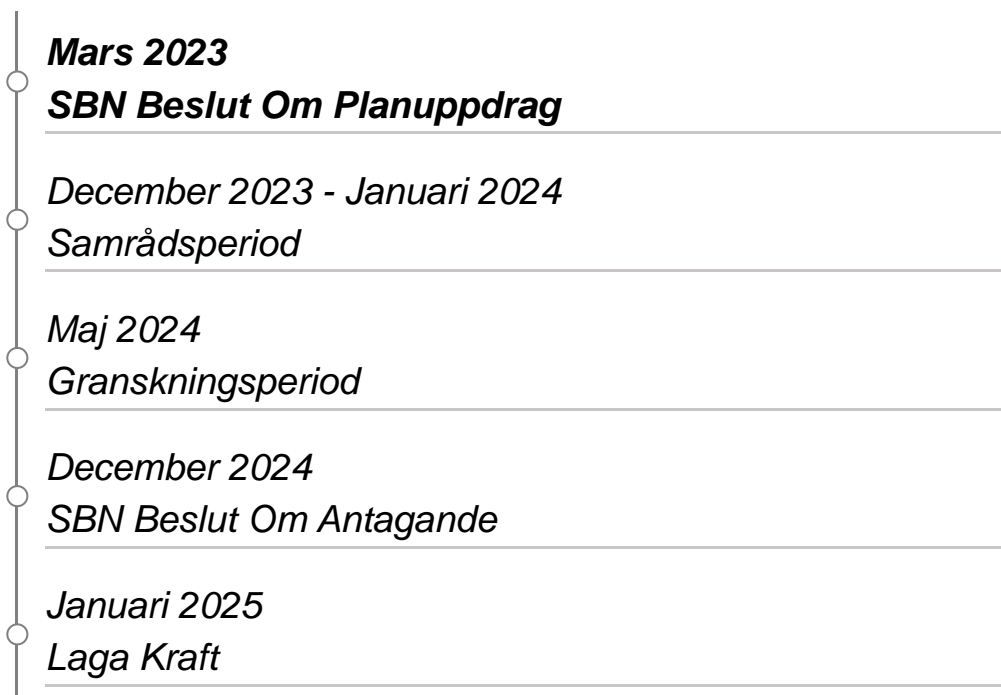 Mars 2023
SBN Beslut Om Planuppdrag
December 2023 - Januari 2024
Samrådsperiod
Maj 2024
Granskningsperiod
December 2024
SBN Beslut Om Antagande
Januari 2025
Laga Kraft